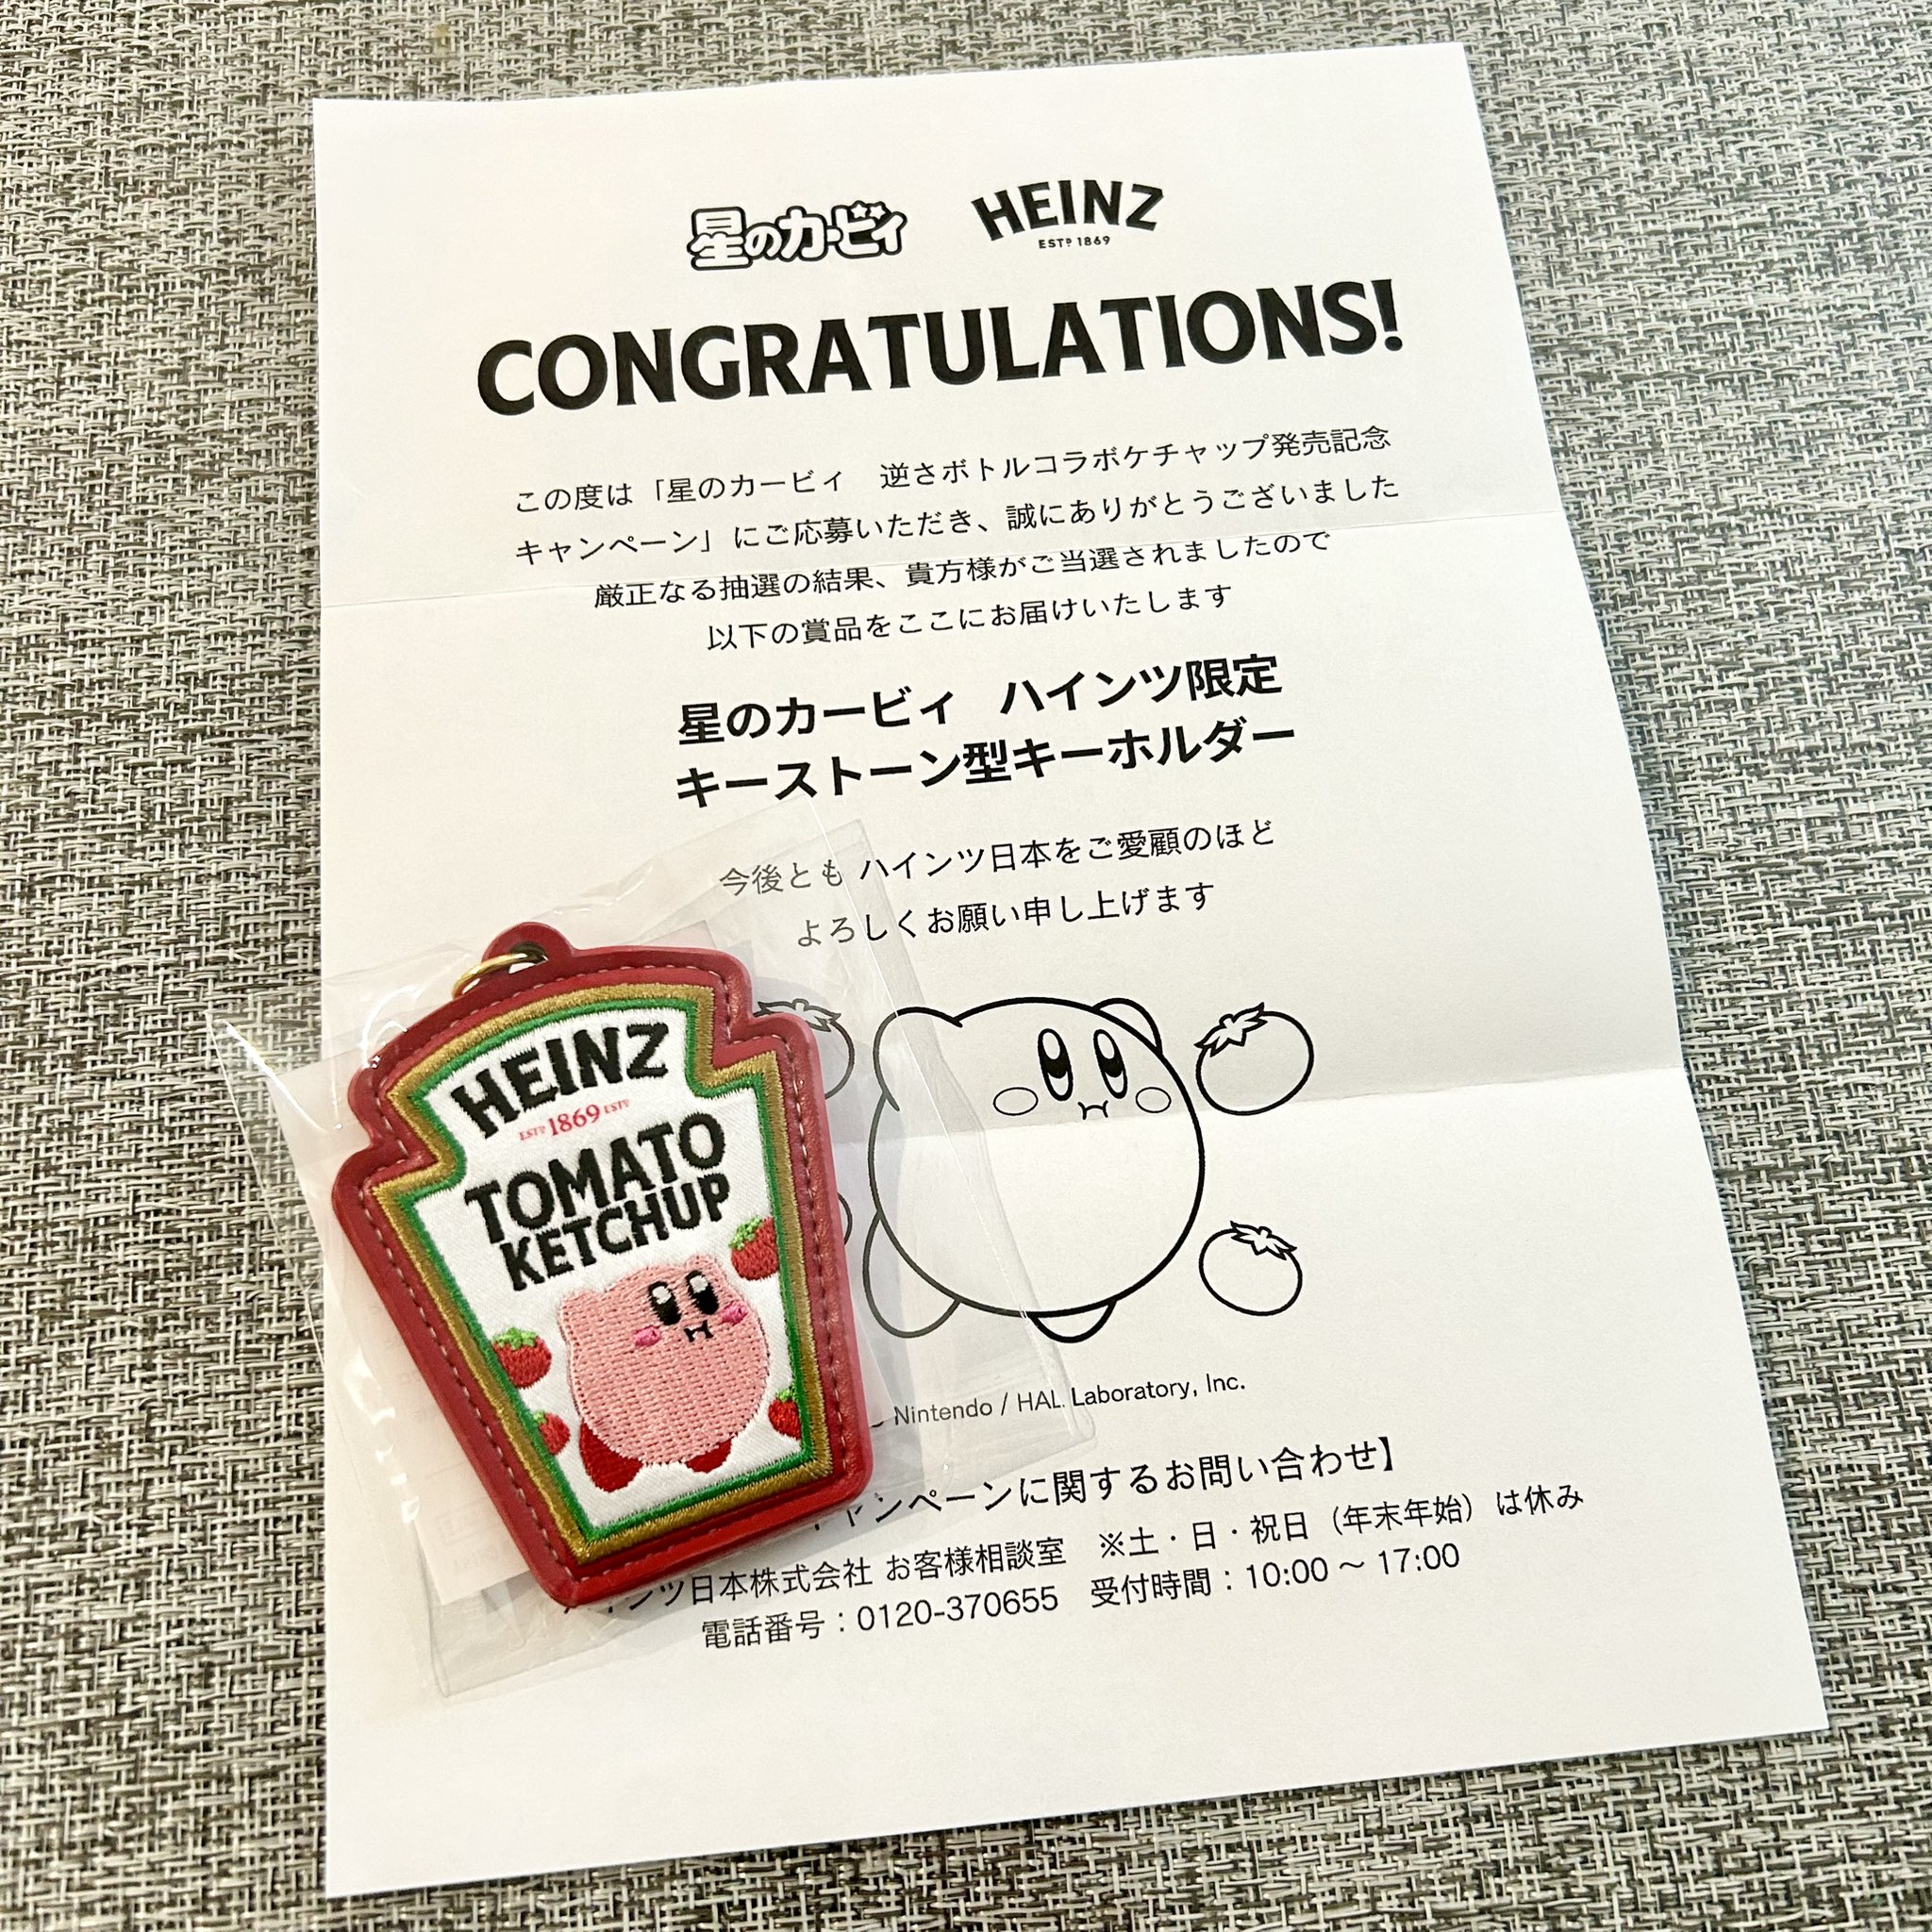 星のカービィ
HEINZ
ESTD 1869
CONGRATULATIONS!
この度は「星のカービィ　逆さボトルコラボケチャップ発売記念
キャンペーン」にご応募いただき、誠にありがとうございました
厳正なる抽選の結果、貴方様がご当選されましたので
以下の賞品をここにお届けいたします
星のカービィ　ハインツ限定
キーストーン型キーホルダー
今後とも ハインツ日本をご愛顧のほど
よろしくお願い申し上げます
HEINZ
ESTD 1869 ESTD
TOMATO
KETCHUP
Nintendo / HAL Laboratory, Inc.
ャンペーンに関するお問い合わせ】
ンツ日本株式会社 お客様相談室　※土・日・祝日（年末年始）は休み
電話番号：0120-370655　受付時間：10:00 ～ 17:00